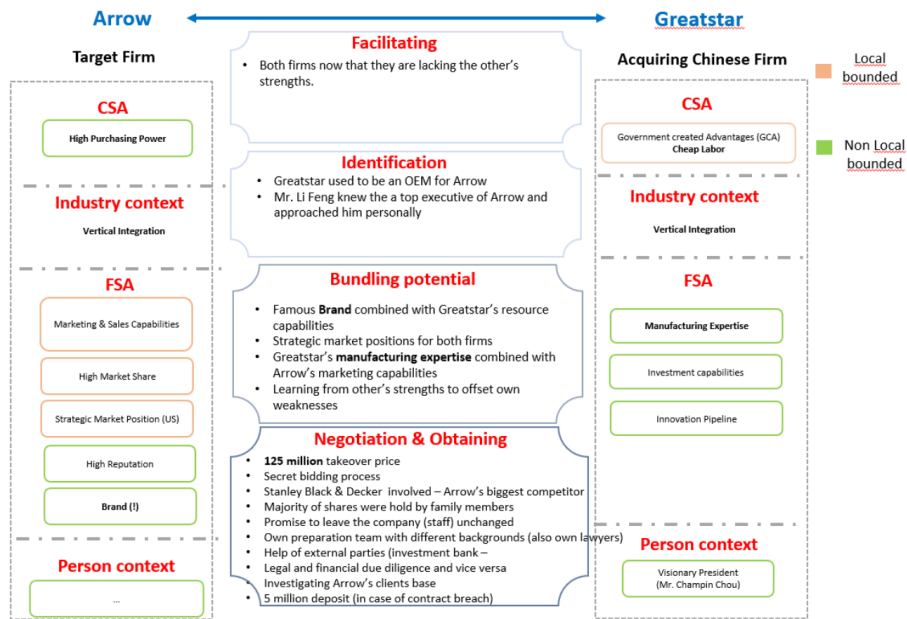 Arrow
Greatstar
Target Firm
Acquiring Chinese Firm
Local
bounded
Non Local
bounded
CSA
High Purchasing Power
Industry context
Vertical Integration
FSA
Marketing & Sales Capabilities
High Market Share
Strategic Market Position (US)
High Reputation
Brand (!)
Person context
...
Facilitating
• Both firms now that they are lacking the other's
strengths.
Identification
• Greatstar used to be an OEM for Arrow
• Mr. Li Feng knew the a top executive of Arrow and
approached him personally
Bundling potential
• Famous Brand combined with Greatstar's resource
capabilities
• Strategic market positions for both firms
• Greatstar's manufacturing expertise combined with
Arrow's marketing capabilities
• Learning from other's strengths to offset own
weaknesses
Negotiation & Obtaining
• 125 million takeover price
• Secret bidding process
• Stanley Black & Decker involved – Arrow's biggest competitor
• Majority of shares were held by family members
• Promise to leave the company (staff) unchanged
• Own preparation team with different backgrounds (also own lawyers)
• Help of external parties (investment bank –
• Legal and financial due diligence and vice versa
• Investigating Arrow's clients base
• 5 million deposit (in case of contract breach)
CSA
Government created Advantages (GCA)
Cheap Labor
Industry context
Vertical Integration
FSA
Manufacturing Expertise
Investment capabilities
Innovation Pipeline
Person context
Visionary President
(Mr. Champin Chou)